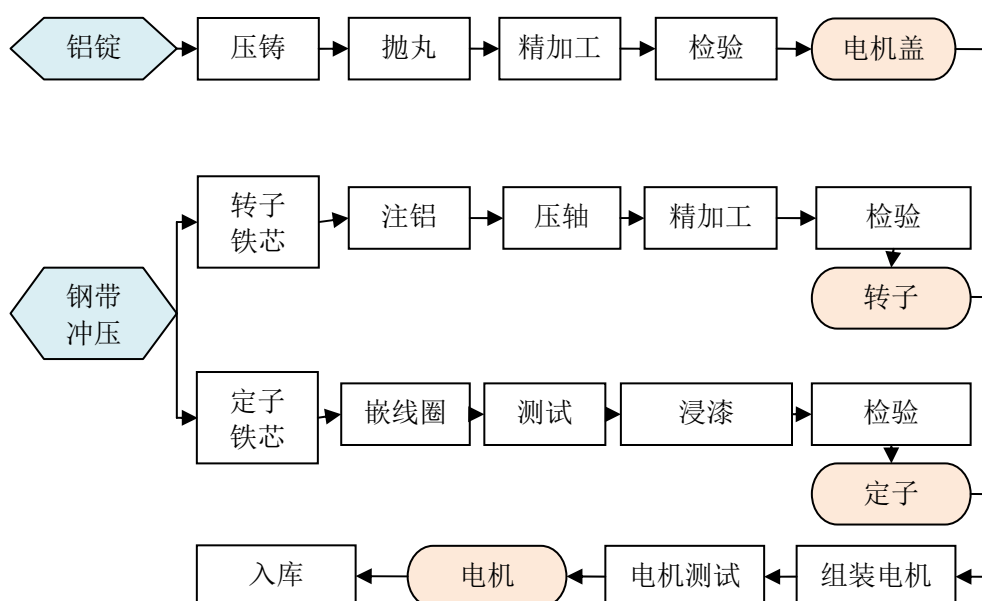 铝锭
压铸
抛丸
精加工
检验
电机盖
转子
铁芯
注铝
压轴
精加工
检验
转子
钢带
冲压
定子
铁芯
嵌线圈
测试
浸漆
检验
定子
入库
电机
电机测试
组装电机